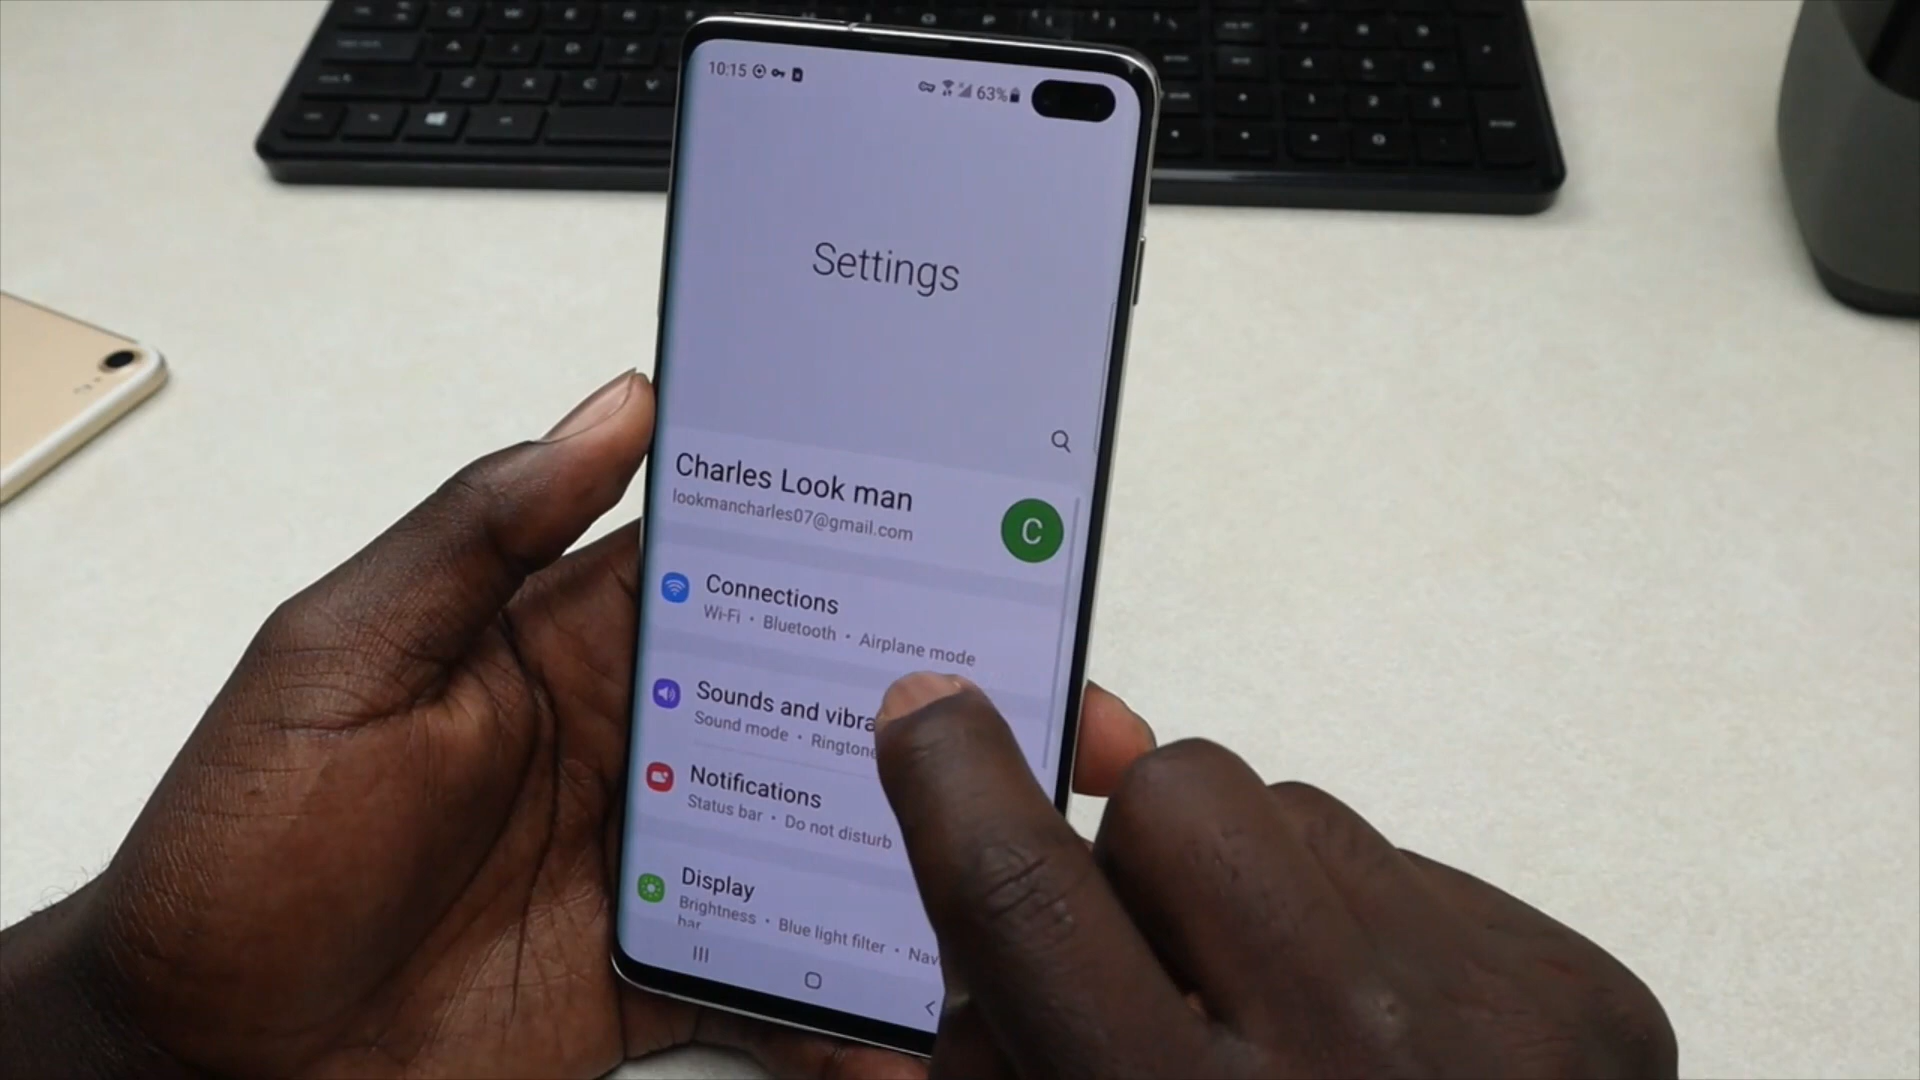 10:15
63%
Settings
Charles Look man
lookmancharles07@gmail.com
Connections
Wi-Fi • Bluetooth • Airplane mode
Sounds and vibra
Sound mode • Ringtone
Notifications
Status bar • Do not disturb
Display
Brightness • Blue light filter • Nav
bar
C